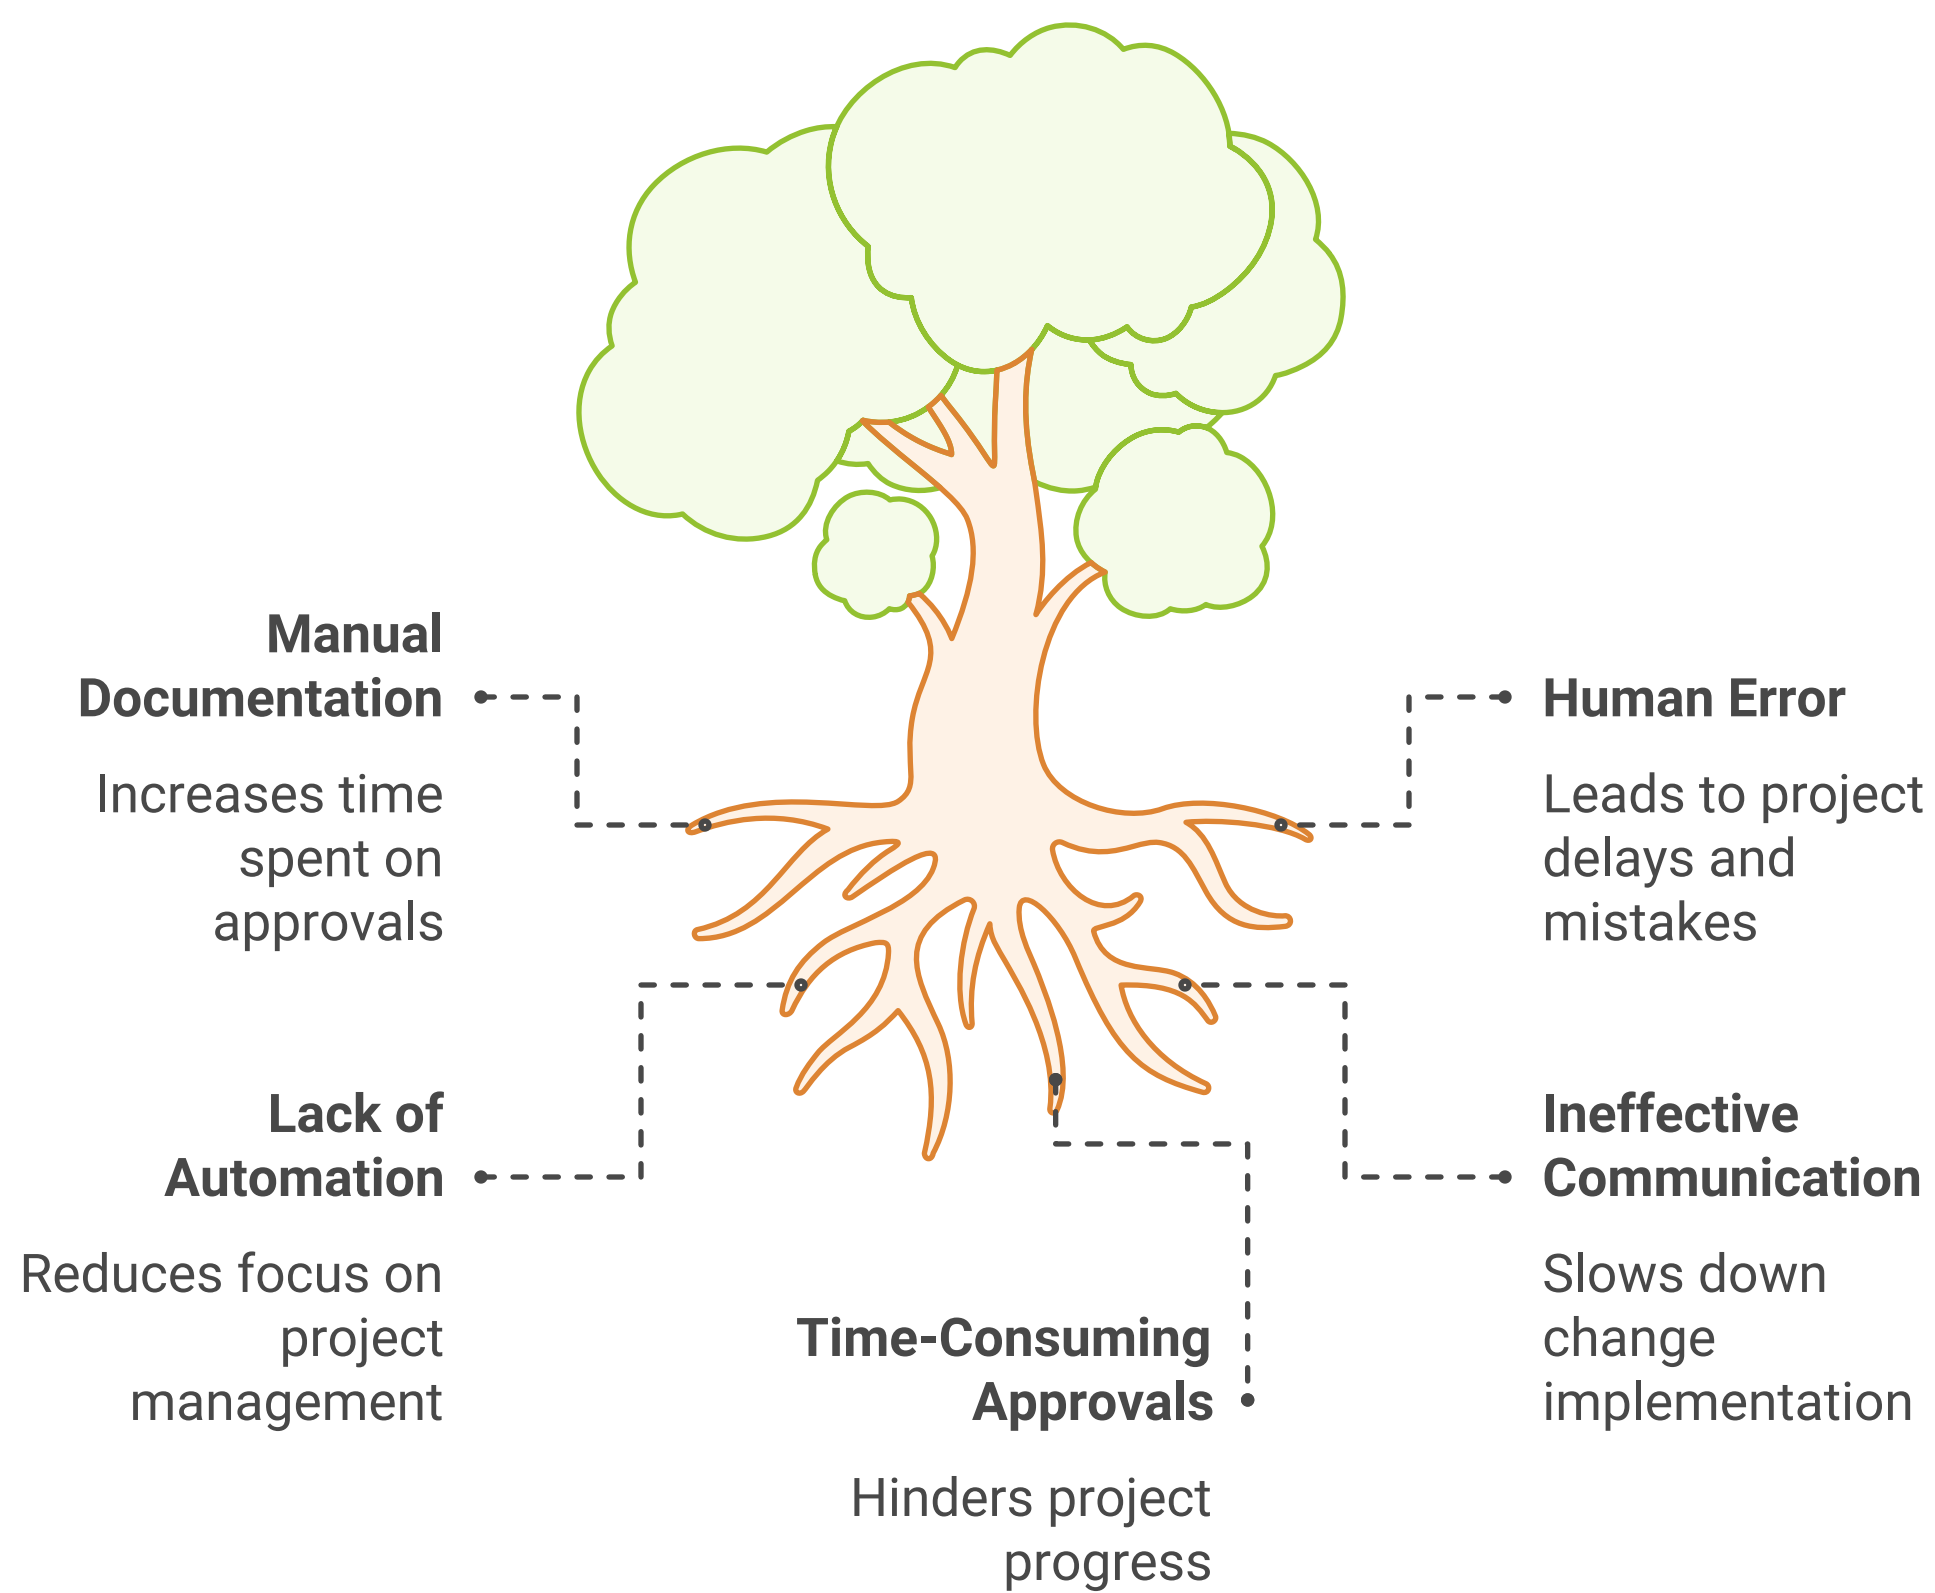 Manual
Documentation
Increases time
spent on
approvals
Human Error
Leads to project
delays and
mistakes
Lack of
Automation
Reduces focus on
project
management
Time-Consuming
Approvals
Hinders project
progress
Ineffective
Communication
Slows down
change
implementation